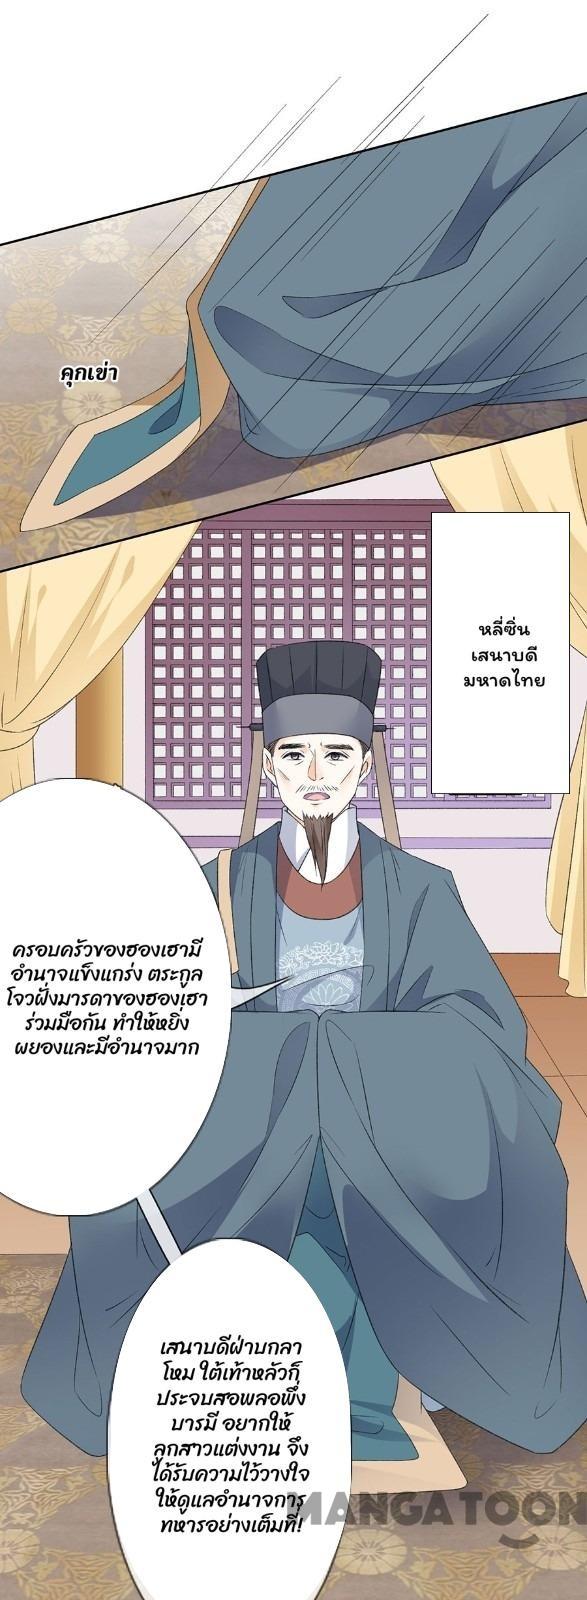 คุกเข่า
หลี่ซิ่น
เสนาบดี
มหาดไทย
ครอบครัวของฮองเฮามี
อำนาจแข็งแกร่ง ตระกูล
โจวฝั่งมารดาของฮองเฮา
ร่วมมือกัน ทำให้หยิ่ง
ผยองและมีอำนาจมาก
เสนาบดีฝ่าบกลา
โหม ใต้เท้าหลัวก็
ประจบสอพลอพึ่ง
บารมี อยากให้
ลูกสาวแต่งงาน จึง
ได้รับความไว้วางใจ
ให้ดูแลอำนาจการ
ทหารอย่างเต็มที่!
MANGATOON